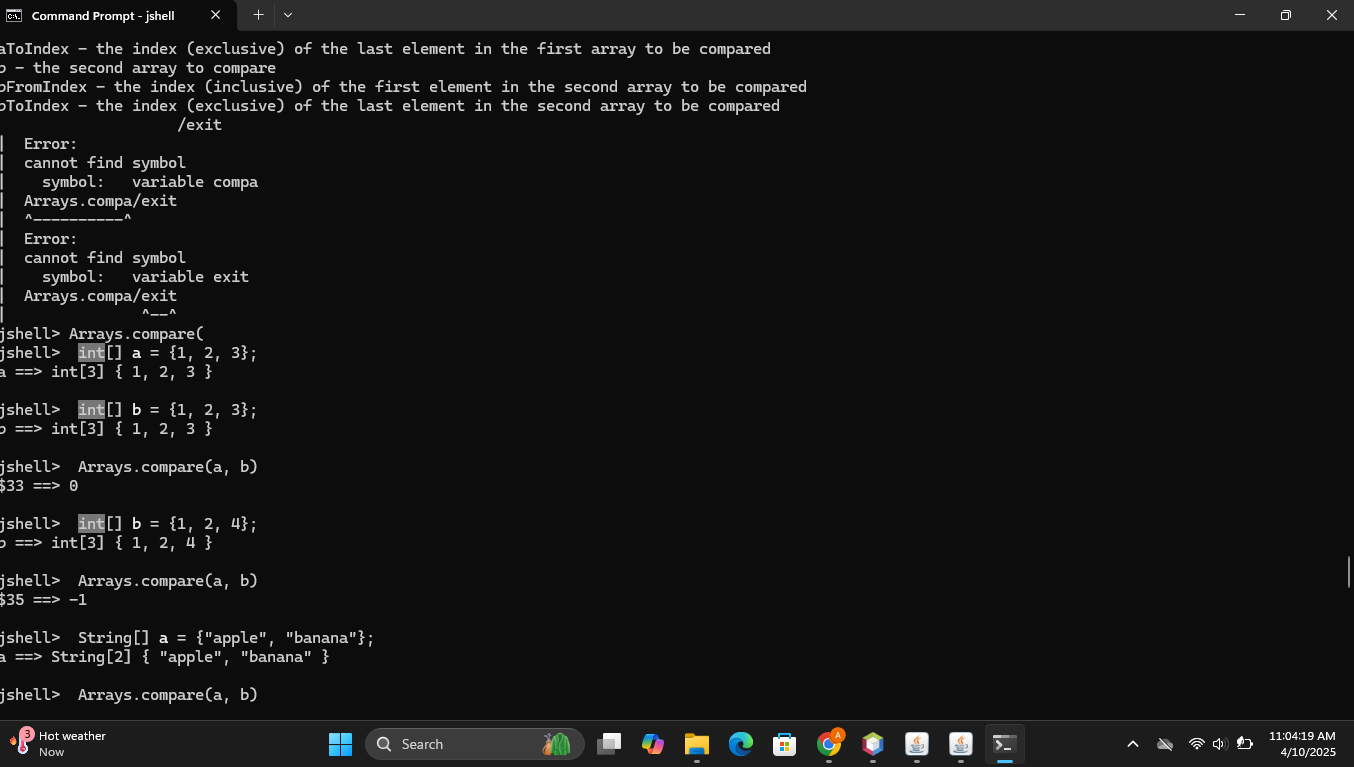 Command Prompt - jshell
aToIndex - the index (exclusive) of the last element in the first array to be compared
b - the second array to compare
bFromIndex - the index (inclusive) of the first element in the second array to be compared
bToIndex - the index (exclusive) of the last element in the second array to be compared
/exit
|  Error:
|  cannot find symbol
|    symbol:   variable compa
|  Arrays.compa/exit
|  ^----------^
|  Error:
|  cannot find symbol
|    symbol:   variable exit
|  Arrays.compa/exit
|               ^--^
jshell> Arrays.compare(
jshell>  int[] a = {1, 2, 3};
a ==> int[3] { 1, 2, 3 }
jshell>  int[] b = {1, 2, 3};
b ==> int[3] { 1, 2, 3 }
jshell>  Arrays.compare(a, b)
$33 ==> 0
jshell>  int[] b = {1, 2, 4};
b ==> int[3] { 1, 2, 4 }
jshell>  Arrays.compare(a, b)
$35 ==> -1
jshell>  String[] a = {"apple", "banana"};
a ==> String[2] { "apple", "banana" }
jshell>  Arrays.compare(a, b)
3
Hot weather
Now
Search
A
11:04:19 AM
4/10/2025